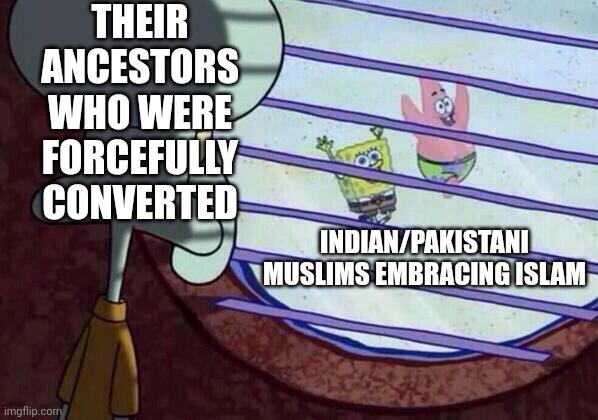 THEIR
ANCESTORS
WHO WERE
FORCEFULLY
CONVERTED
INDIAN/PAKISTANI
MUSLIMS EMBRACING ISLAM
imgflip.com